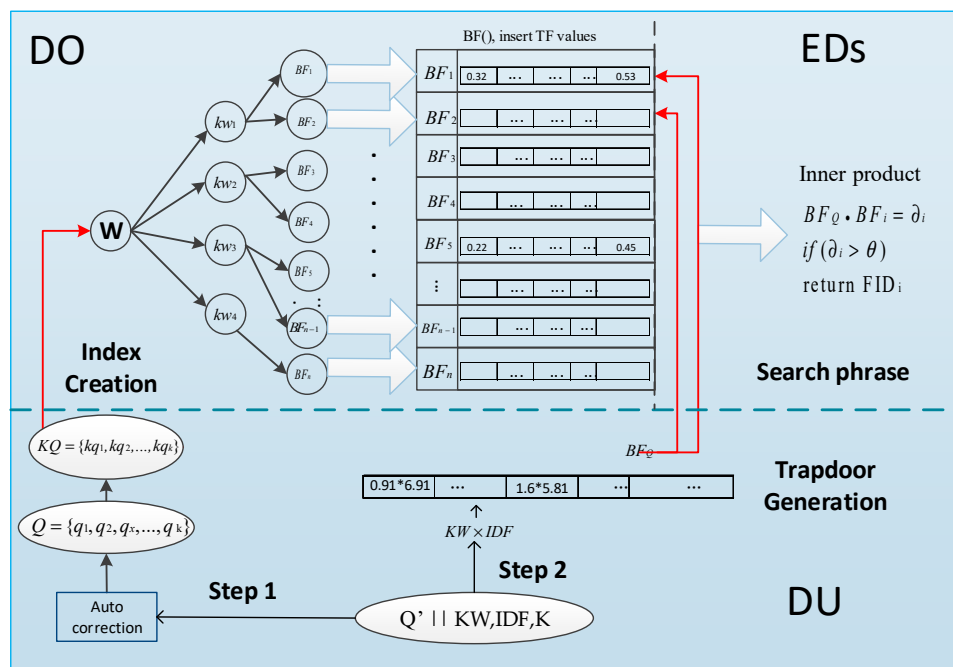 DO
BF(), insert TF values
EDs
W
kw1
kw2
kw3
kw4
BF1
BF2
BF3
BF4
BF5
BFn−1
BFn
BF1 0.32 ... ... ... 0.53
BF2 ... ... ...
BF3 ... ...
BF4 ... ... ...
BF5 0.22 ... ... ... 0.45
⋮ ... ... ...
BFn−1 ... ... ...
BFn ... ... ...
Inner product
BFQ • BFi = ∂i
if (∂i > θ)
return FIDi
Index
Creation
Search phrase
KQ = {kq1, kq2, ..., kqk}
Q = {q1, q2, qx, ..., qk}
Auto
correction
Step 1
BFQ
0.91*6.91 ... 1.6*5.81 ... ...
KW × IDF
Step 2
Q’ || KW,IDF,K
Trapdoor
Generation
DU